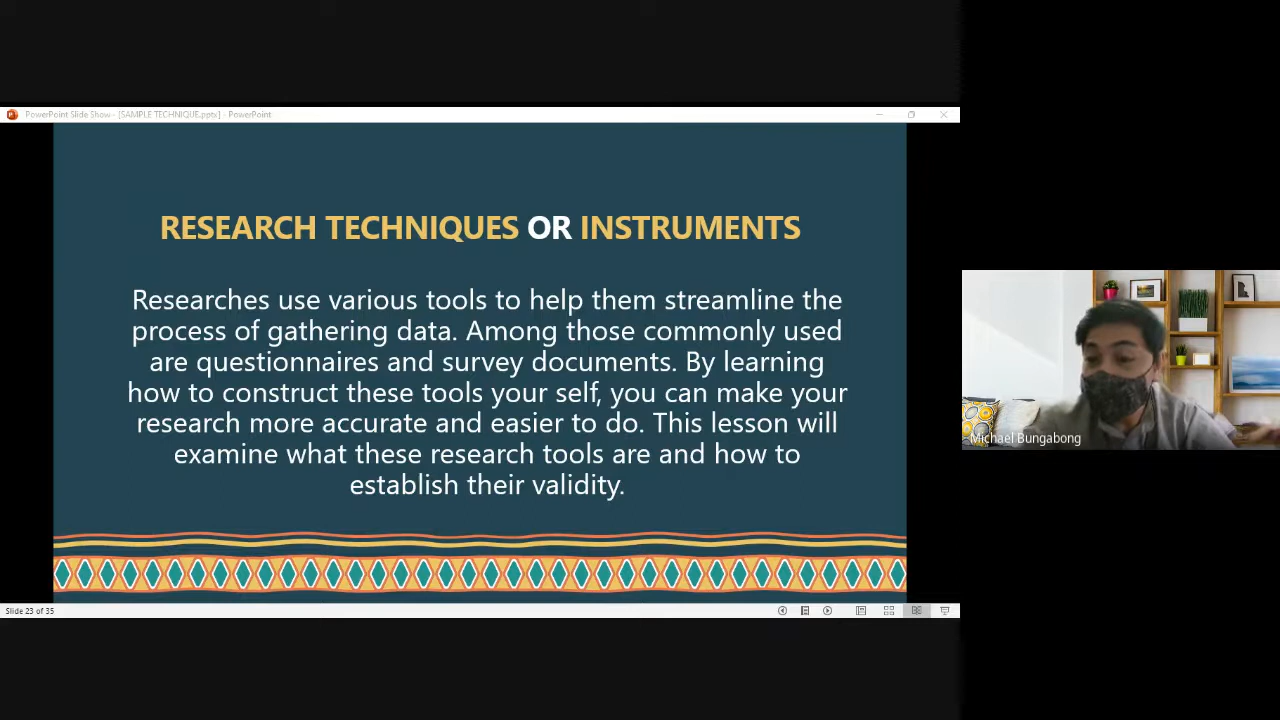 PowerPoint Slide Show - [SAMPLE TECHNIQUE.pptx] - PowerPoint
RESEARCH TECHNIQUES OR INSTRUMENTS
Researches use various tools to help them streamline the
process of gathering data. Among those commonly used
are questionnaires and survey documents. By learning
how to construct these tools your self, you can make your
research more accurate and easier to do. This lesson will
examine what these research tools are and how to
establish their validity.
Michael Bungabong
Slide 23 of 35